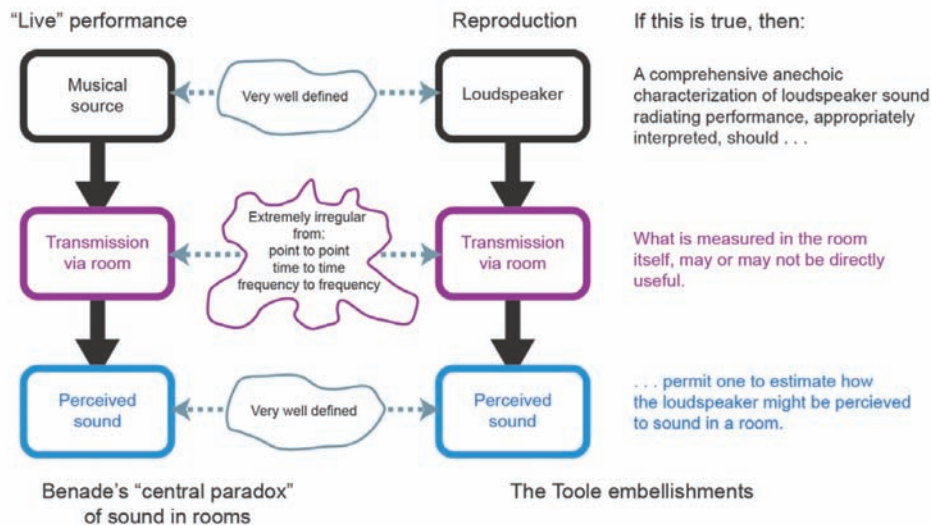 “Live” performance
Reproduction
If this is true, then:
Musical
source
Very well defined
Loudspeaker
A comprehensive anechoic
characterization of loudspeaker sound
radiating performance, appropriately
interpreted, should . . .
Transmission
via room
Extremely irregular
from:
point to point
time to time
frequency to frequency
Transmission
via room
What is measured in the room
itself, may or may not be directly
useful.
Perceived
sound
Very well defined
Perceived
sound
. . . permit one to estimate how
the loudspeaker might be percieved
to sound in a room.
Benade’s “central paradox”
of sound in rooms
The Toole embellishments